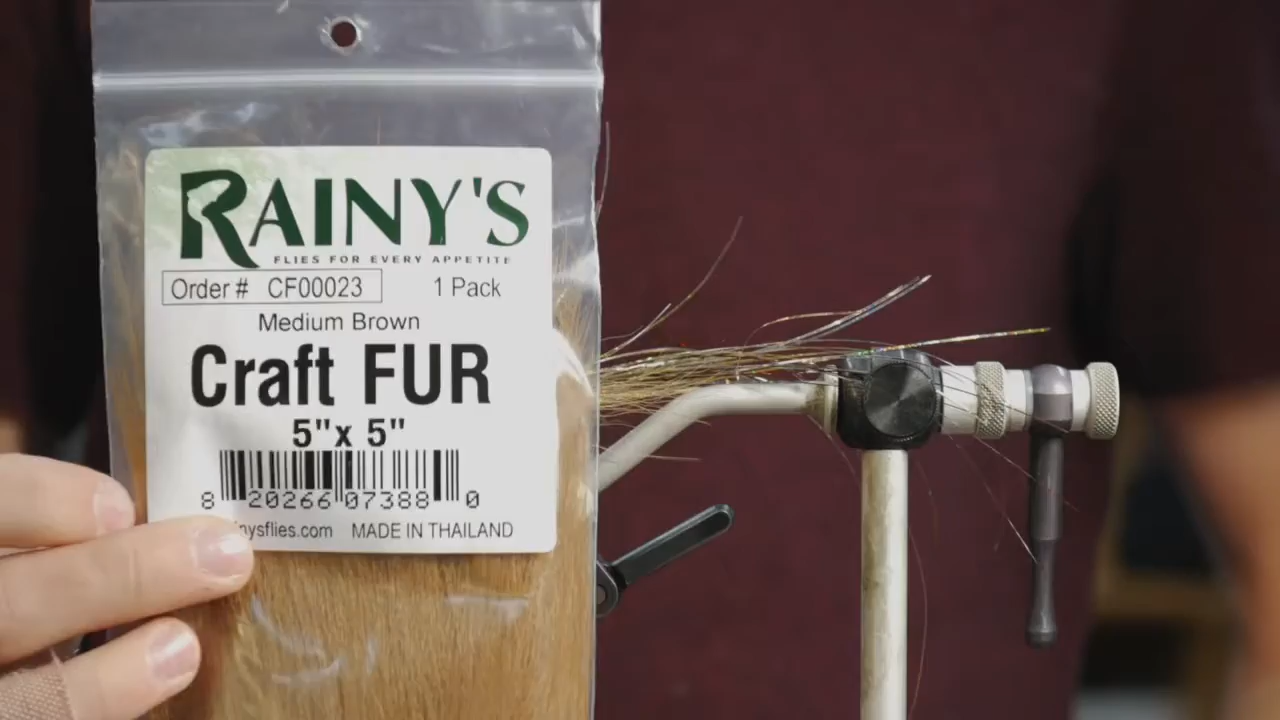 RAINY'S
FLIES FOR EVERY APPETITE
Order # CF00023 1 Pack
Medium Brown
Craft FUR
5"x 5"
8 20266 07388 0
MADE IN THAILAND